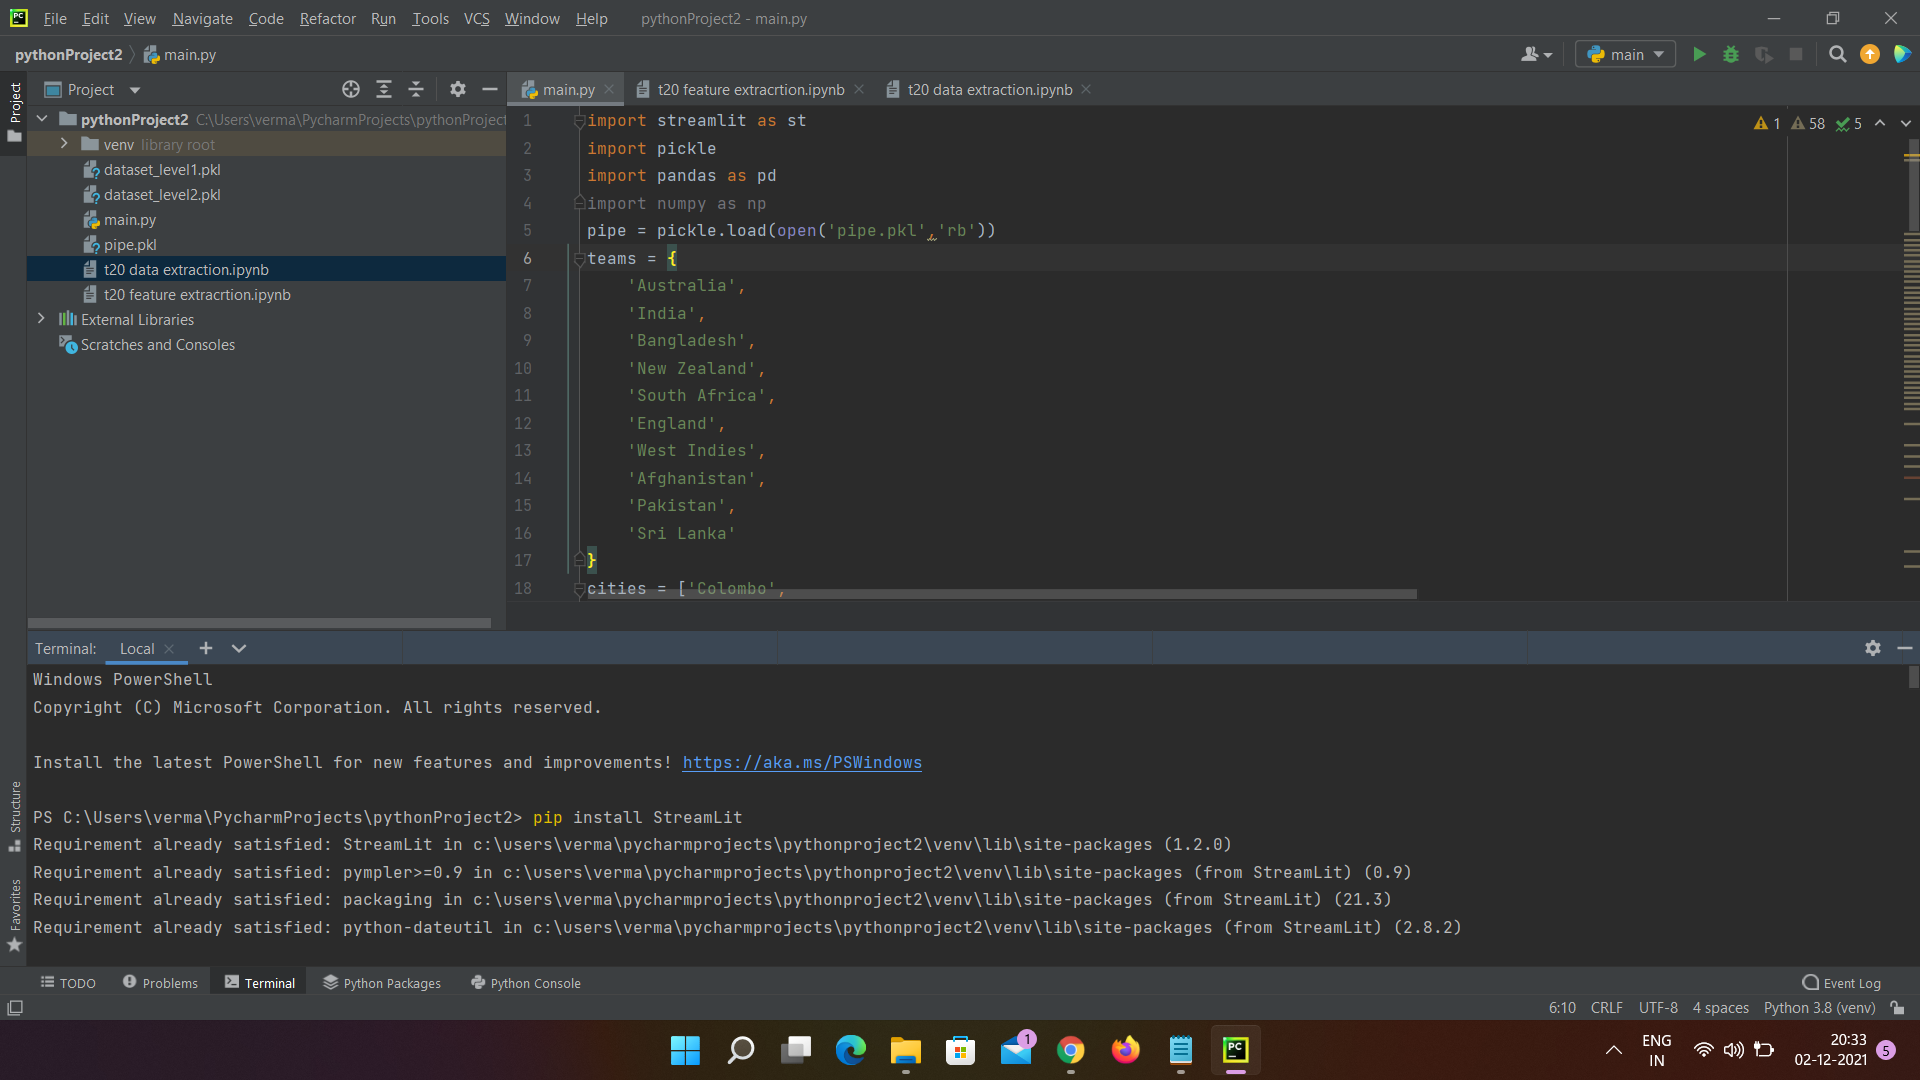 File Edit View Navigate Code Refactor Run Tools VCS Window Help pythonProject2 - main.py
pythonProject2 main.py
main
Project
Project
main.py
t20 feature extracrtion.ipynb
t20 data extraction.ipynb
pythonProject2 C:\Users\verma\PycharmProjects\pythonProject
venv library root
dataset_level1.pkl
dataset_level2.pkl
main.py
pipe.pkl
t20 data extraction.ipynb
t20 feature extracrtion.ipynb
External Libraries
Scratches and Consoles
1 58 5
1 import streamlit as st
2 import pickle
3 import pandas as pd
4 import numpy as np
5 pipe = pickle.load(open('pipe.pkl','rb'))
6 teams = {
7 'Australia',
8 'India',
9 'Bangladesh',
10 'New Zealand',
11 'South Africa',
12 'England',
13 'West Indies',
14 'Afghanistan',
15 'Pakistan',
16 'Sri Lanka'
17 }
18 cities = ['Colombo',
Terminal: Local
Windows PowerShell
Copyright (C) Microsoft Corporation. All rights reserved.
Install the latest PowerShell for new features and improvements! https://aka.ms/PSWindows
PS C:\Users\verma\PycharmProjects\pythonProject2> pip install StreamLit
Requirement already satisfied: StreamLit in c:\users\verma\pycharmprojects\pythonproject2\venv\lib\site-packages (1.2.0)
Requirement already satisfied: pympler>=0.9 in c:\users\verma\pycharmprojects\pythonproject2\venv\lib\site-packages (from StreamLit) (0.9)
Requirement already satisfied: packaging in c:\users\verma\pycharmprojects\pythonproject2\venv\lib\site-packages (from StreamLit) (21.3)
Requirement already satisfied: python-dateutil in c:\users\verma\pycharmprojects\pythonproject2\venv\lib\site-packages (from StreamLit) (2.8.2)
Structure
Favorites
TODO Problems Terminal Python Packages Python Console Event Log
6:10 CRLF UTF-8 4 spaces Python 3.8 (venv)
PC
1
ENG
IN
20:33
02-12-2021
5